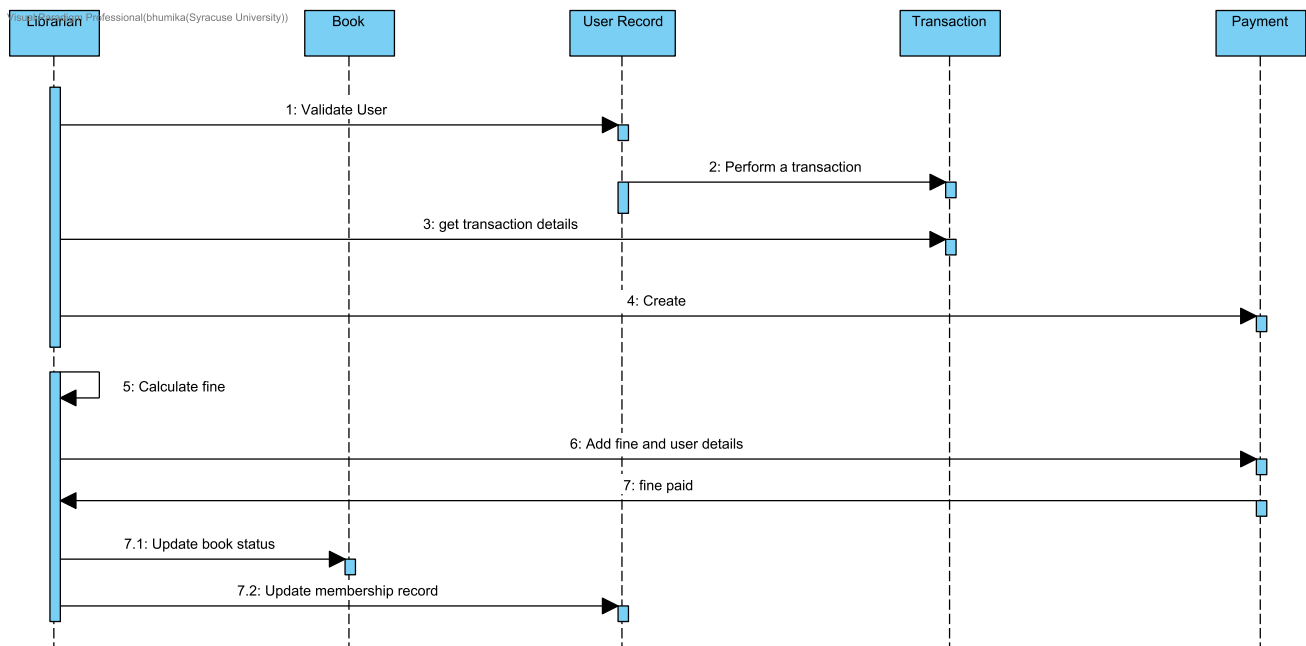 Visual Paradigm Professional(bhumika(Syracuse University))
Librarian
Book
User Record
Transaction
Payment
1: Validate User
2: Perform a transaction
3: get transaction details
4: Create
5: Calculate fine
6: Add fine and user details
7: fine paid
7.1: Update book status
7.2: Update membership record